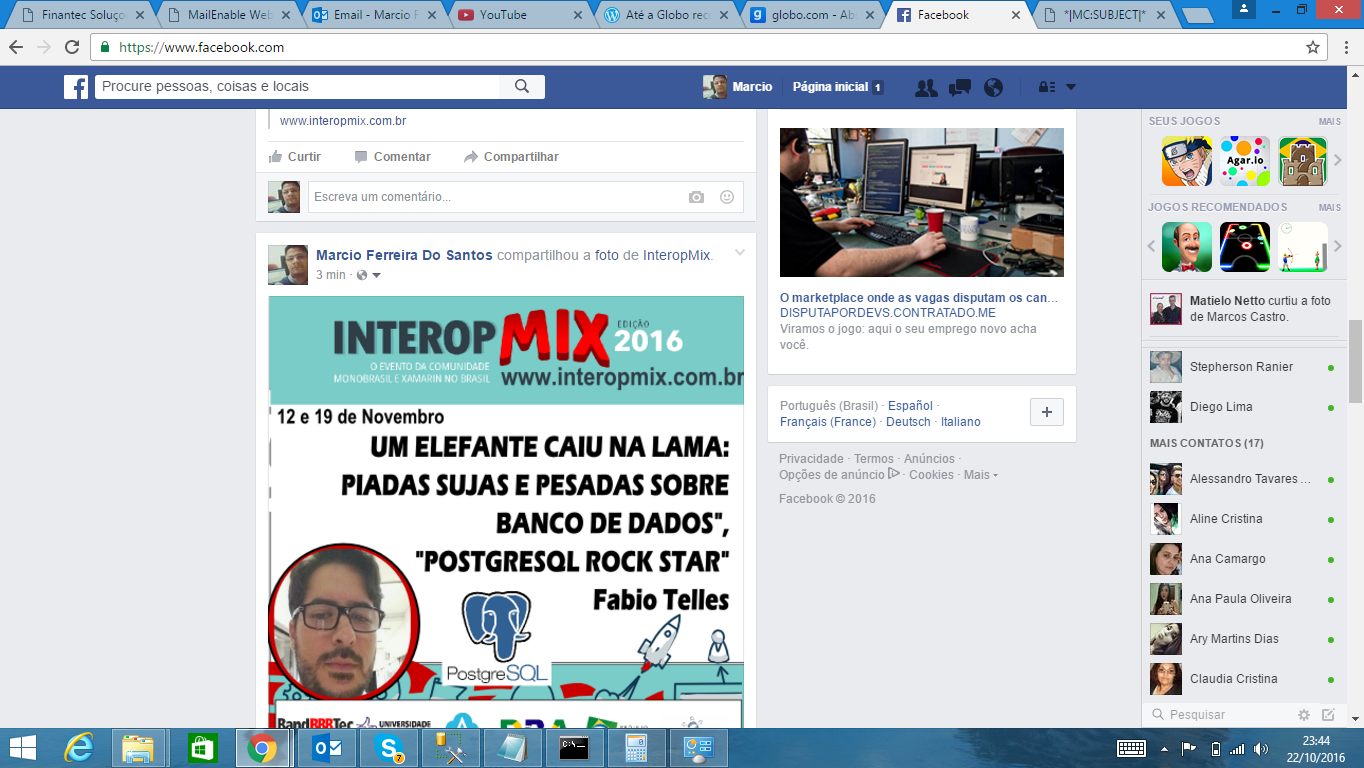 Finantec Soluço
MailEnable Web
Email - Marcio F
YouTube
Até a Globo rec
globo.com - Abs
Facebook
*|MC:SUBJECT|*
https://www.facebook.com
Procure pessoas, coisas e locais
Marcio
Página inicial 1
www.interopmix.com.br
Curtir
Comentar
Compartilhar
Escreva um comentário...
Marcio Ferreira Do Santos compartilhou a foto de InteropMix.
3 min ·
INTEROPMIX EDIÇÃO 2016
O EVENTO DA COMUNIDADE
MONOBRASIL E XAMARIN NO BRASIL
www.interopmix.com.br
12 e 19 de Novembro
UM ELEFANTE CAIU NA LAMA:
PIADAS SUJAS E PESADAS SOBRE
BANCO DE DADOS",
"POSTGRESQL ROCK STAR"
Fabio Telles
PostgreSQL
BandBBBTec
UNIVERSIDADE
O marketplace onde as vagas disputam os can...
DISPUTAPORDEVS.CONTRATADO.ME
Viramos o jogo: aqui o seu emprego novo acha
você.
Português (Brasil) · Español ·
Français (France) · Deutsch · Italiano
Privacidade · Termos · Anúncios ·
Opções de anúncio · Cookies · Mais
Facebook © 2016
SEUS JOGOS
MAIS
Agar.io
JOGOS RECOMENDADOS
MAIS
Matielo Netto curtiu a foto
de Marcos Castro.
Stepherson Ranier
Diego Lima
MAIS CONTATOS (17)
Alessandro Tavares ...
Aline Cristina
Ana Camargo
Ana Paula Oliveira
Ary Martins Dias
Claudia Cristina
Pesquisar
7
23:44
22/10/2016